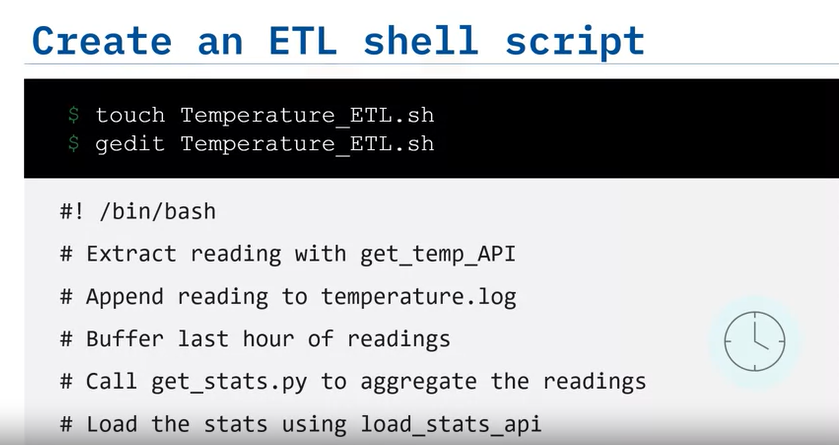 Create an ETL shell script
$ touch Temperature_ETL.sh
$ gedit Temperature_ETL.sh
#! /bin/bash
# Extract reading with get_temp_API
# Append reading to temperature.log
# Buffer last hour of readings
# Call get_stats.py to aggregate the readings
# Load the stats using load_stats_api